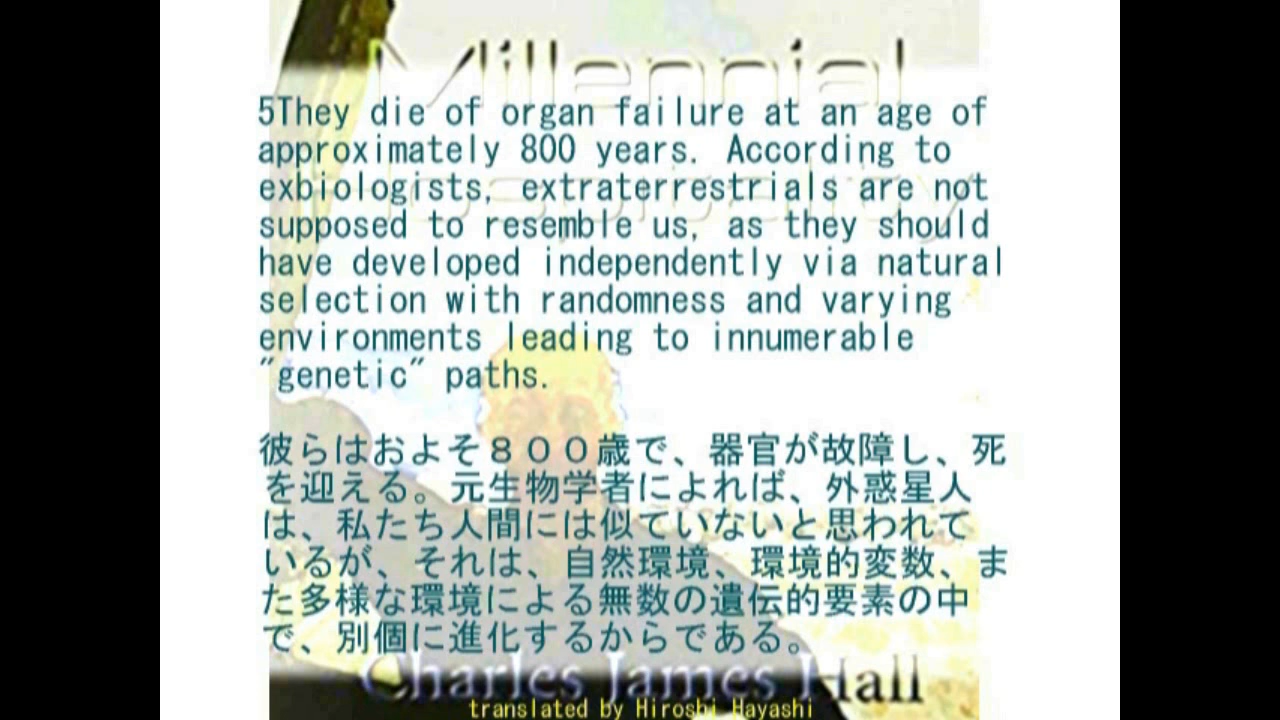 Millennial
5They die of organ failure at an age of
approximately 800 years. According to
exbiologists, extraterrestrials are not
supposed to resemble us, as they should
have developed independently via natural
selection with randomness and varying
environments leading to innumerable
"genetic" paths.
彼らはおよそ８００歳で、器官が故障し、死
を迎える。元生物学者によれば、外惑星人
は、私たち人間には似ていないと思われて
いるが、それは、自然環境、環境的変数、ま
た多様な環境による無数の遺伝的要素の中
で、別個に進化するからである。
Charles James Hall
translated by Hiroshi Hayashi